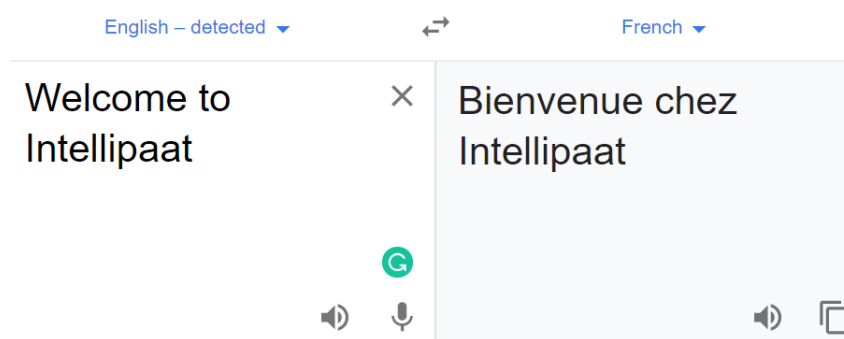 English – detected
French
Welcome to
Intellipaat
Bienvenue chez
Intellipaat